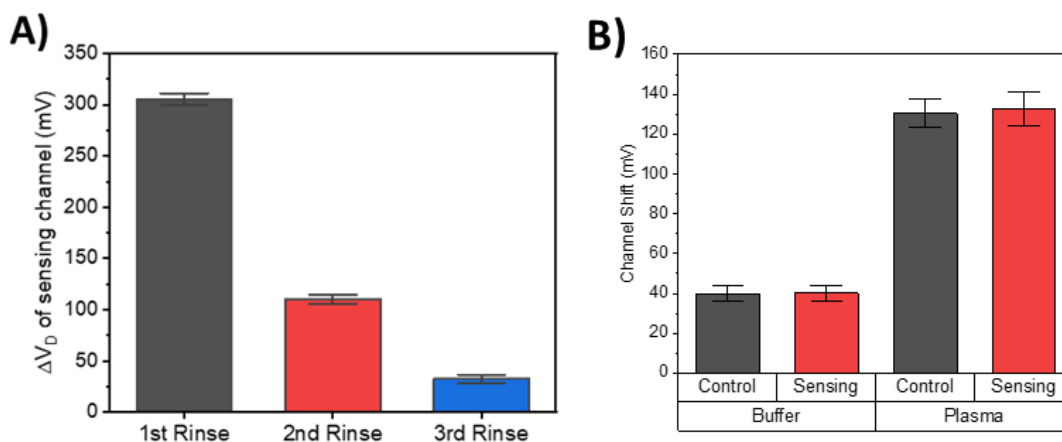 A)
ΔV_D of sensing channel (mV)
350
300
250
200
150
100
50
0
1st Rinse 2nd Rinse 3rd Rinse
B)
Channel Shift (mV)
160
140
120
100
80
60
40
20
0
Control Sensing Control Sensing
Buffer Plasma